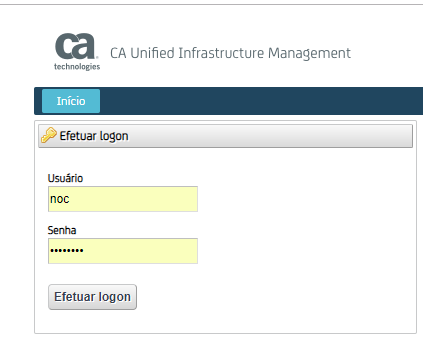 ca
technologies
CA Unified Infrastructure Management
Início
Efetuar logon
Usuário
noc
Senha
••••••••
Efetuar logon